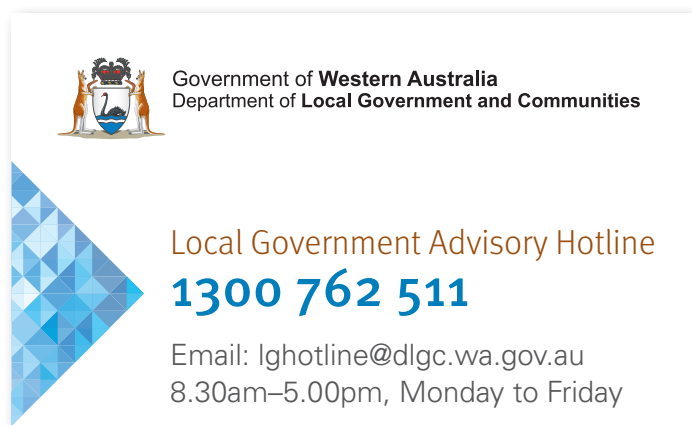 Government of Western Australia
Department of Local Government and Communities
Local Government Advisory Hotline
1300 762 511
Email: lghotline@dlgc.wa.gov.au
8.30am–5.00pm, Monday to Friday